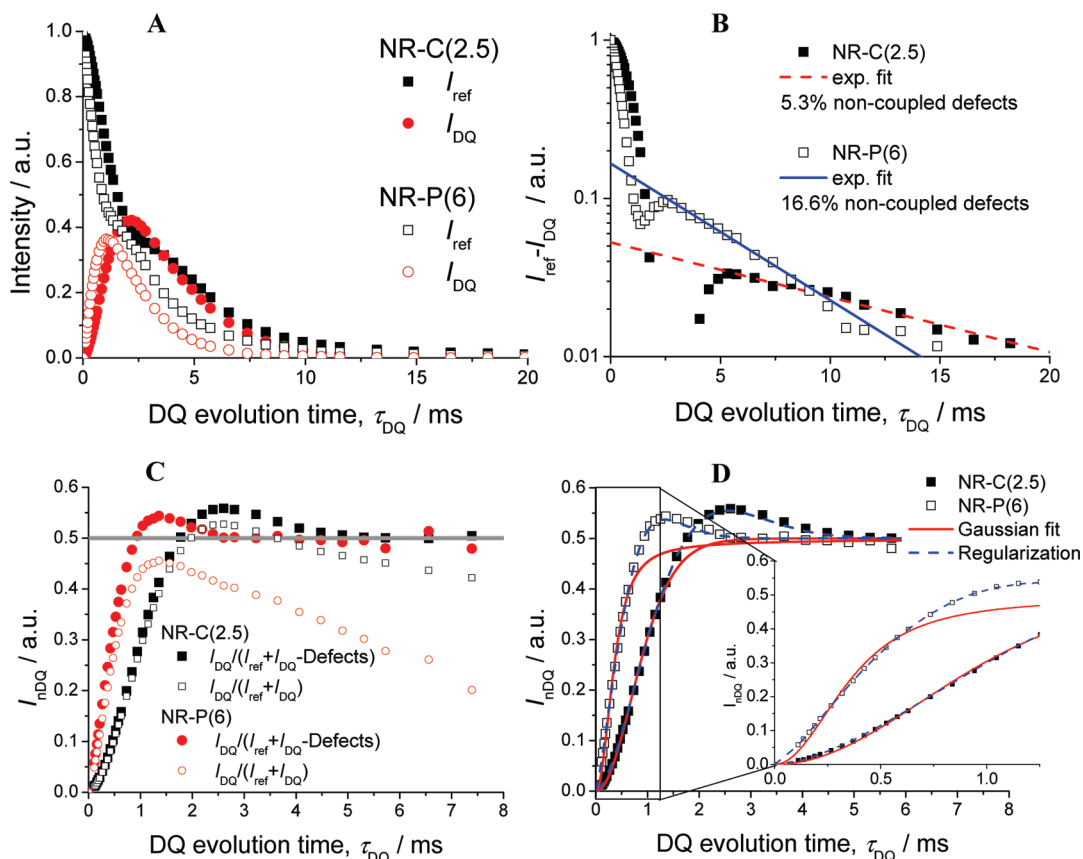 A
NR-C(2.5)
I_ref
I_DQ
NR-P(6)
I_ref
I_DQ
Intensity / a.u.
1.0
0.8
0.6
0.4
0.2
0.0
0 5 10 15 20
DQ evolution time, τ_DQ / ms
B
NR-C(2.5)
exp. fit
5.3% non-coupled defects
NR-P(6)
exp. fit
16.6% non-coupled defects
I_ref-I_DQ / a.u.
1
0.1
0.01
0 5 10 15 20
DQ evolution time, τ_DQ / ms
C
NR-C(2.5)
I_DQ/(I_ref+I_DQ-Defects)
I_DQ/(I_ref+I_DQ)
NR-P(6)
I_DQ/(I_ref+I_DQ-Defects)
I_DQ/(I_ref+I_DQ)
I_nDQ / a.u.
0.6
0.5
0.4
0.3
0.2
0.1
0.0
0 1 2 3 4 5 6 7 8
DQ evolution time, τ_DQ / ms
D
NR-C(2.5)
NR-P(6)
Gaussian fit
Regularization
I_nDQ / a.u.
0.6
0.5
0.4
0.3
0.2
0.1
0.0
0 1 2 3 4 5 6 7 8
DQ evolution time, τ_DQ / ms
I_nDQ / a.u.
0.6
0.5
0.4
0.3
0.2
0.1
0.0
0.0 0.5 1.0